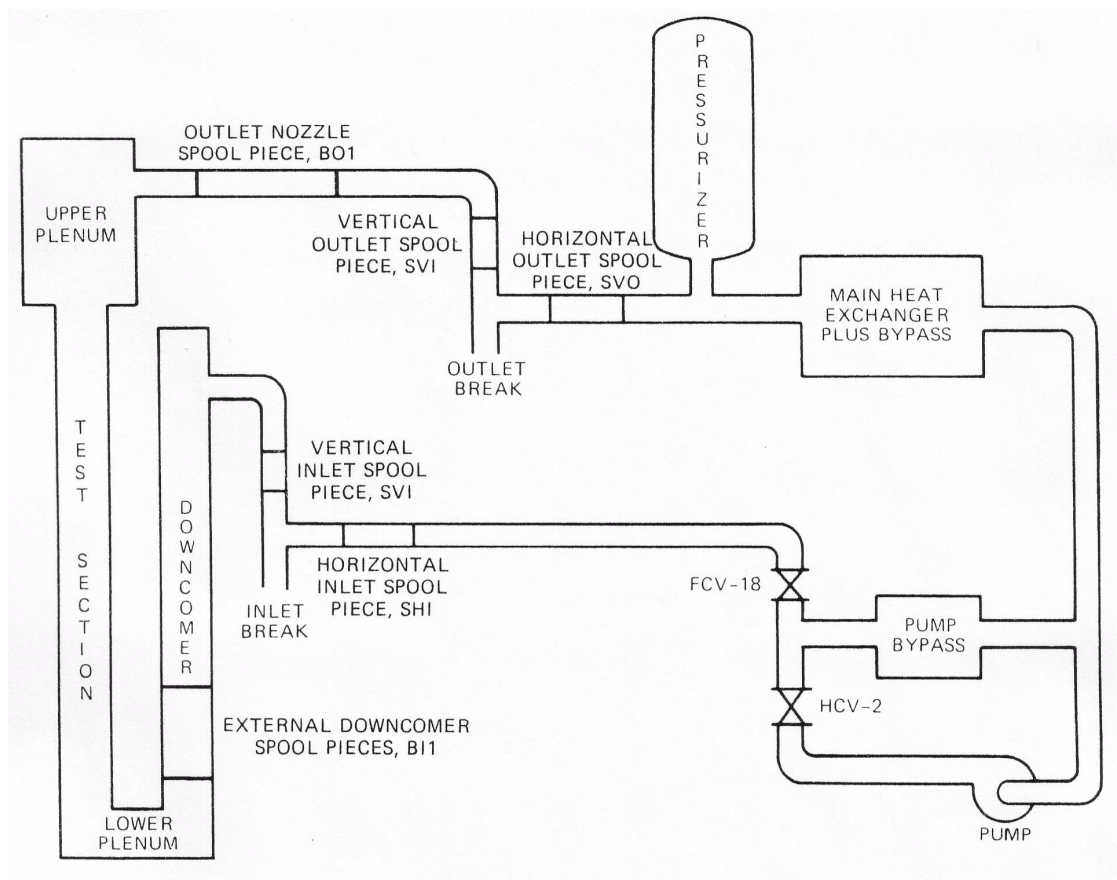 PRESSURIZER
OUTLET NOZZLE
SPOOL PIECE, BO1
UPPER
PLENUM
VERTICAL
OUTLET SPOOL
PIECE, SVI
HORIZONTAL
OUTLET SPOOL
PIECE, SVO
MAIN HEAT
EXCHANGER
PLUS BYPASS
OUTLET
BREAK
TEST SECTION
DOWNCOMER
VERTICAL
INLET SPOOL
PIECE, SVI
HORIZONTAL
INLET SPOOL
PIECE, SHI
INLET
BREAK
FCV-18
PUMP
BYPASS
HCV-2
EXTERNAL DOWNCOMER
SPOOL PIECES, BI1
LOWER
PLENUM
PUMP